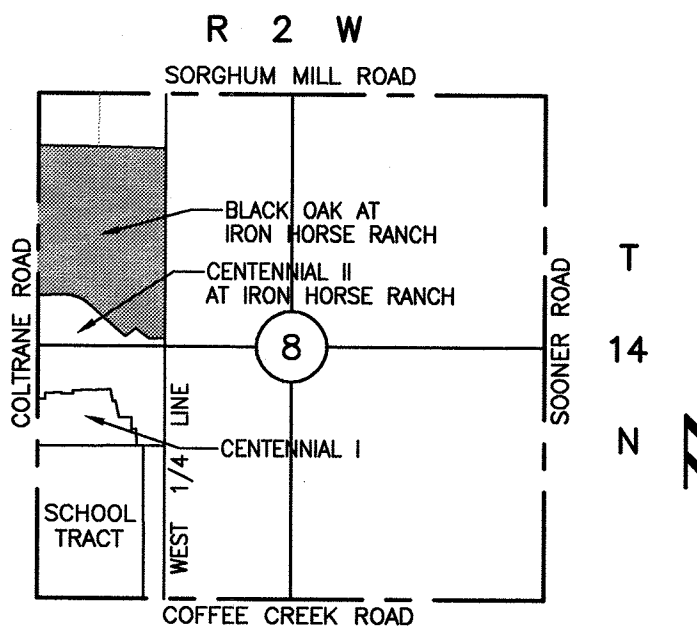 R 2 W
SORGHUM MILL ROAD
BLACK OAK AT
IRON HORSE RANCH
CENTENNIAL II
AT IRON HORSE RANCH
COLTRANE ROAD
8
SOONER ROAD
T
14
N
WEST 1/4 LINE
CENTENNIAL I
SCHOOL
TRACT
COFFEE CREEK ROAD